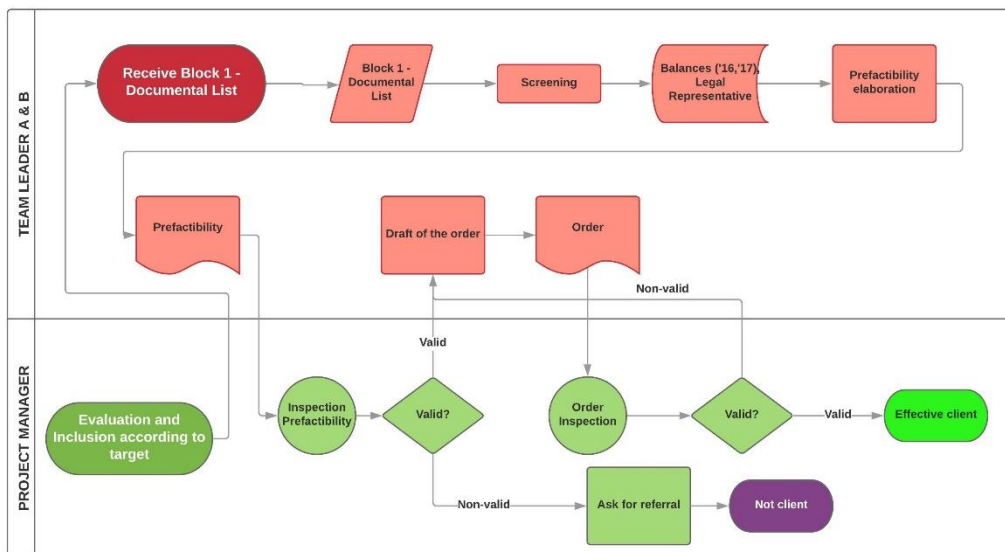 TEAM LEADER A & B
Receive Block 1 -
Documental List
Block 1 -
Documental
List
Screening
Balances ('16,'17),
Legal
Representative
Prefactibility
elaboration
Prefactibility
Draft of the order
Order
Non-valid
PROJECT MANAGER
Valid
Evaluation and
Inclusion according to
target
Inspection
Prefactibility
Valid?
Order
Inspection
Valid?
Valid
Effective client
Non-valid
Ask for referral
Not client